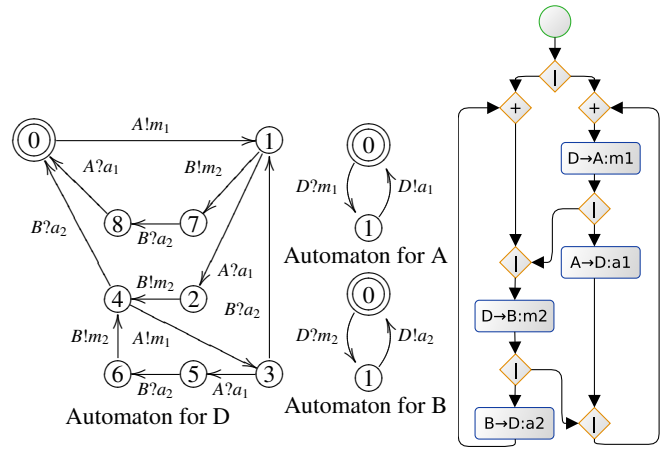 0
A!m₁
1
A?a₁
B!m₂
8
B?a₂
7
B?a₂
A?a₁
4
B!m₂
2
B?a₂
B!m₂
A!m₁
6
B?a₂
5
A?a₁
3
Automaton for D
0
D?m₁
D!a₁
1
Automaton for A
0
D?m₂
D!a₂
1
Automaton for B
|
+
+
D→A:m1
|
|
A→D:a1
D→B:m2
|
B→D:a2
|